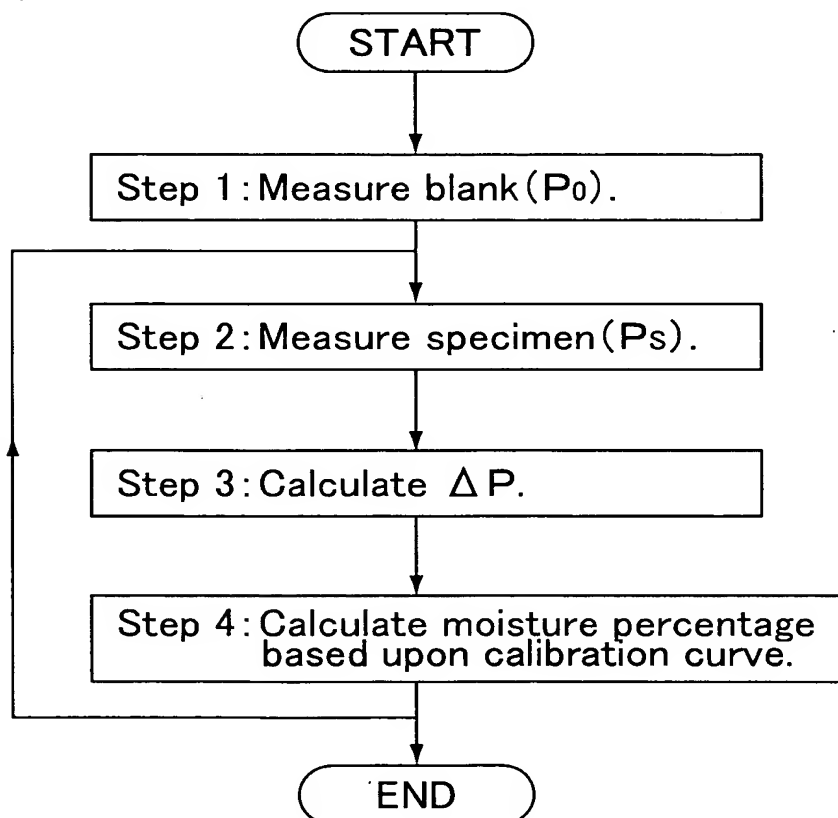 START
Step 1: Measure blank(P0).
Step 2: Measure specimen(Ps).
Step 3: Calculate ΔP.
Step 4: Calculate moisture percentage
based upon calibration curve.
END